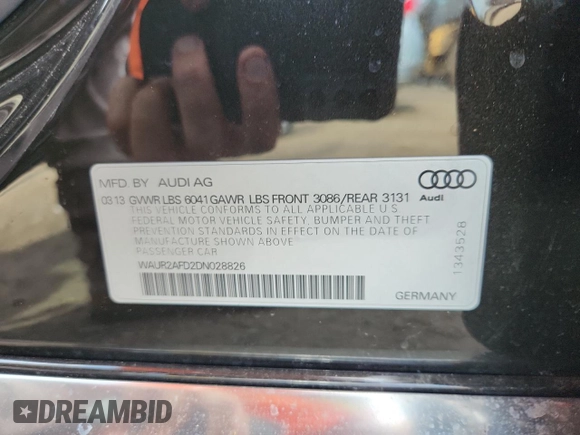 MFD. BY AUDI AG
0313 GVWR LBS 6041 GAWR LBS FRONT 3086/REAR 3131
THIS VEHICLE CONFORMS TO ALL APPLICABLE U S
FEDERAL MOTOR VEHICLE SAFETY, BUMPER AND THEFT
PREVENTION STANDARDS IN EFFECT ON THE DATE OF
MANUFACTURE SHOWN ABOVE
PASSENGER CAR
WAUR2AFD2DN028826
Audi
1343528
GERMANY
DREAMBID